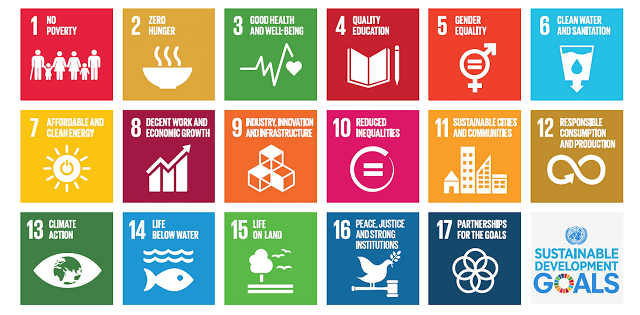 1 NO
POVERTY
2 ZERO
HUNGER
3 GOOD HEALTH
AND WELL-BEING
4 QUALITY
EDUCATION
5 GENDER
EQUALITY
6 CLEAN WATER
AND SANITATION
7 AFFORDABLE AND
CLEAN ENERGY
8 DECENT WORK AND
ECONOMIC GROWTH
9 INDUSTRY, INNOVATION
AND INFRASTRUCTURE
10 REDUCED
INEQUALITIES
11 SUSTAINABLE CITIES
AND COMMUNITIES
12 RESPONSIBLE
CONSUMPTION
AND PRODUCTION
13 CLIMATE
ACTION
14 LIFE
BELOW WATER
15 LIFE
ON LAND
16 PEACE, JUSTICE
AND STRONG
INSTITUTIONS
17 PARTNERSHIPS
FOR THE GOALS
SUSTAINABLE
DEVELOPMENT
GOALS